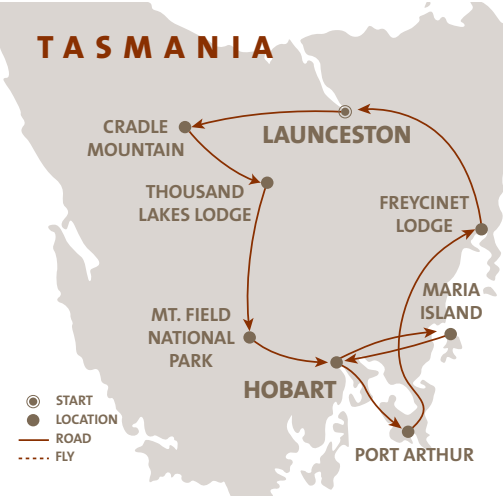 TASMANIA
CRADLE
MOUNTAIN
LAUNCESTON
THOUSAND
LAKES LODGE
FREYCINET
LODGE
MARIA
ISLAND
MT. FIELD
NATIONAL
PARK
HOBART
PORT ARTHUR
START
LOCATION
ROAD
FLY